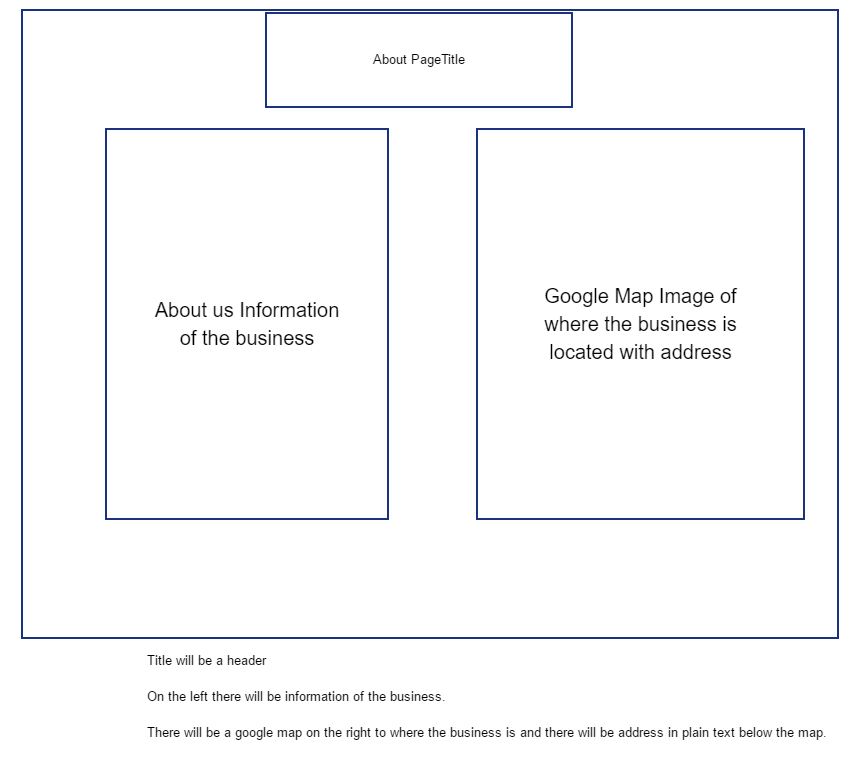 About PageTitle
About us Information
of the business
Google Map Image of
where the business is
located with address
Title will be a header
On the left there will be information of the business.
There will be a google map on the right to where the business is and there will be address in plain text below the map.